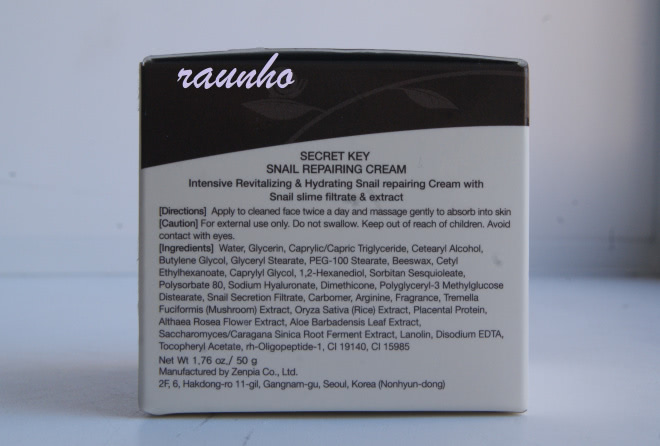 raunho
SECRET KEY
SNAIL REPAIRING CREAM
Intensive Revitalizing & Hydrating Snail repairing Cream with
Snail slime filtrate & extract
[Directions] Apply to cleaned face twice a day and massage gently to absorb into skin
[Caution] For external use only. Do not swallow. Keep out of reach of children. Avoid
contact with eyes.
[Ingredients] Water, Glycerin, Caprylic/Capric Triglyceride, Cetearyl Alcohol,
Butylene Glycol, Glyceryl Stearate, PEG-100 Stearate, Beeswax, Cetyl
Ethylhexanoate, Caprylyl Glycol, 1,2-Hexanediol, Sorbitan Sesquioleate,
Polysorbate 80, Sodium Hyaluronate, Dimethicone, Polyglyceryl-3 Methylglucose
Distearate, Snail Secretion Filtrate, Carbomer, Arginine, Fragrance, Tremella
Fuciformis (Mushroom) Extract, Oryza Sativa (Rice) Extract, Placental Protein,
Althaea Rosea Flower Extract, Aloe Barbadensis Leaf Extract,
Saccharomyces/Caragana Sinica Root Ferment Extract, Lanolin, Disodium EDTA,
Tocopheryl Acetate, rh-Oligopeptide-1, CI 19140, CI 15985
Net Wt 1.76 oz./ 50 g
Manufactured by Zenpia Co., Ltd.
2F, 6, Hakdong-ro 11-gil, Gangnam-gu, Seoul, Korea (Nonhyun-dong)